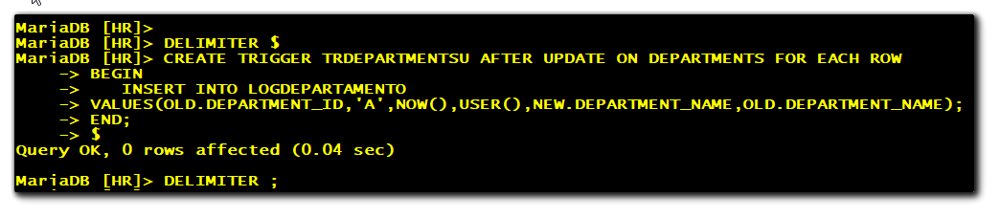 MariaDB [HR]>
MariaDB [HR]> DELIMITER $
MariaDB [HR]> CREATE TRIGGER TRDEPARTMENTSU AFTER UPDATE ON DEPARTMENTS FOR EACH ROW
    -> BEGIN
    ->    INSERT INTO LOGDEPARTAMENTO
    -> VALUES(OLD.DEPARTMENT_ID,'A',NOW(),USER(),NEW.DEPARTMENT_NAME,OLD.DEPARTMENT_NAME);
    -> END;
    -> $
Query OK, 0 rows affected (0.04 sec)
MariaDB [HR]> DELIMITER ;